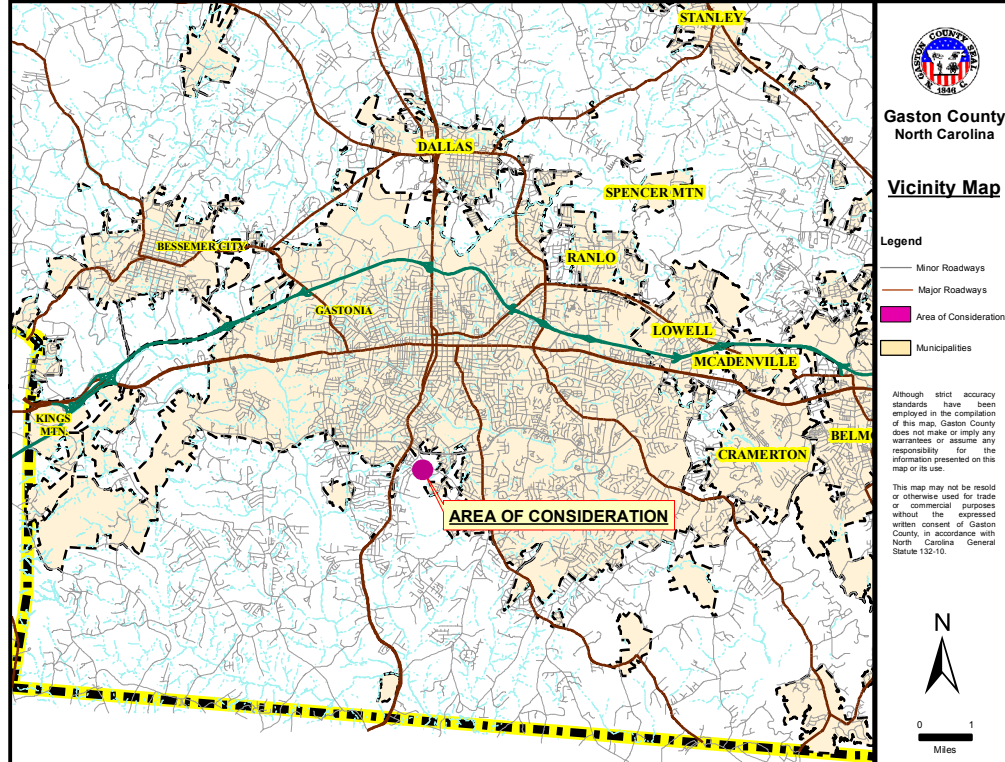 STANLEY
DALLAS
SPENCER MTN
BESSEMER CITY
RANLO
GASTONIA
LOWELL
MCADENVILLE
KINGS
MTN.
BELMO
CRAMERTON
AREA OF CONSIDERATION
GASTON COUNTY SEAL
N. C.
1846
Gaston County
North Carolina
Vicinity Map
Legend
Minor Roadways
Major Roadways
Area of Consideration
Municipalities
Although strict accuracy
standards have been
employed in the compilation
of this map, Gaston County
does not make or imply any
warrantees or assume any
responsibility for the
information presented on this
map or its use.
This map may not be resold
or otherwise used for trade
or commercial purposes
without the expressed
written consent of Gaston
County, in accordance with
North Carolina General
Statute 132-10.
N
0 1
Miles